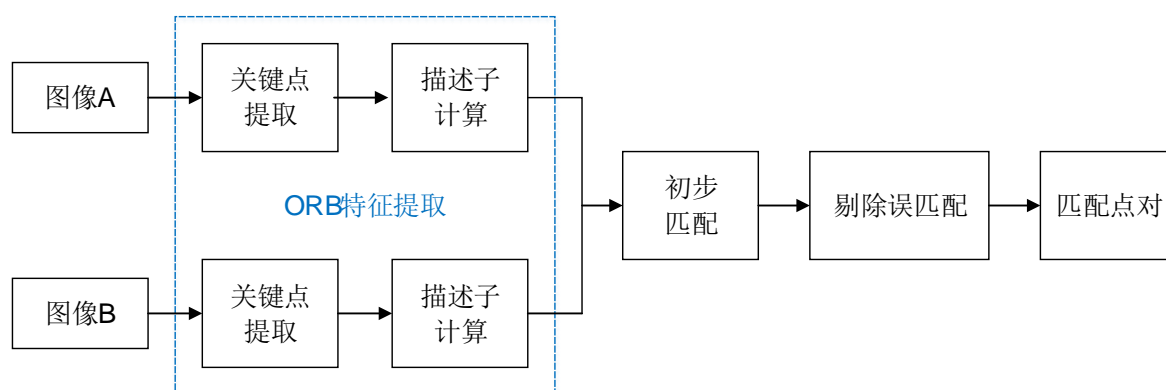 图像A
关键点
提取
描述子
计算
ORB特征提取
初步
匹配
剔除误匹配
匹配点对
图像B
关键点
提取
描述子
计算